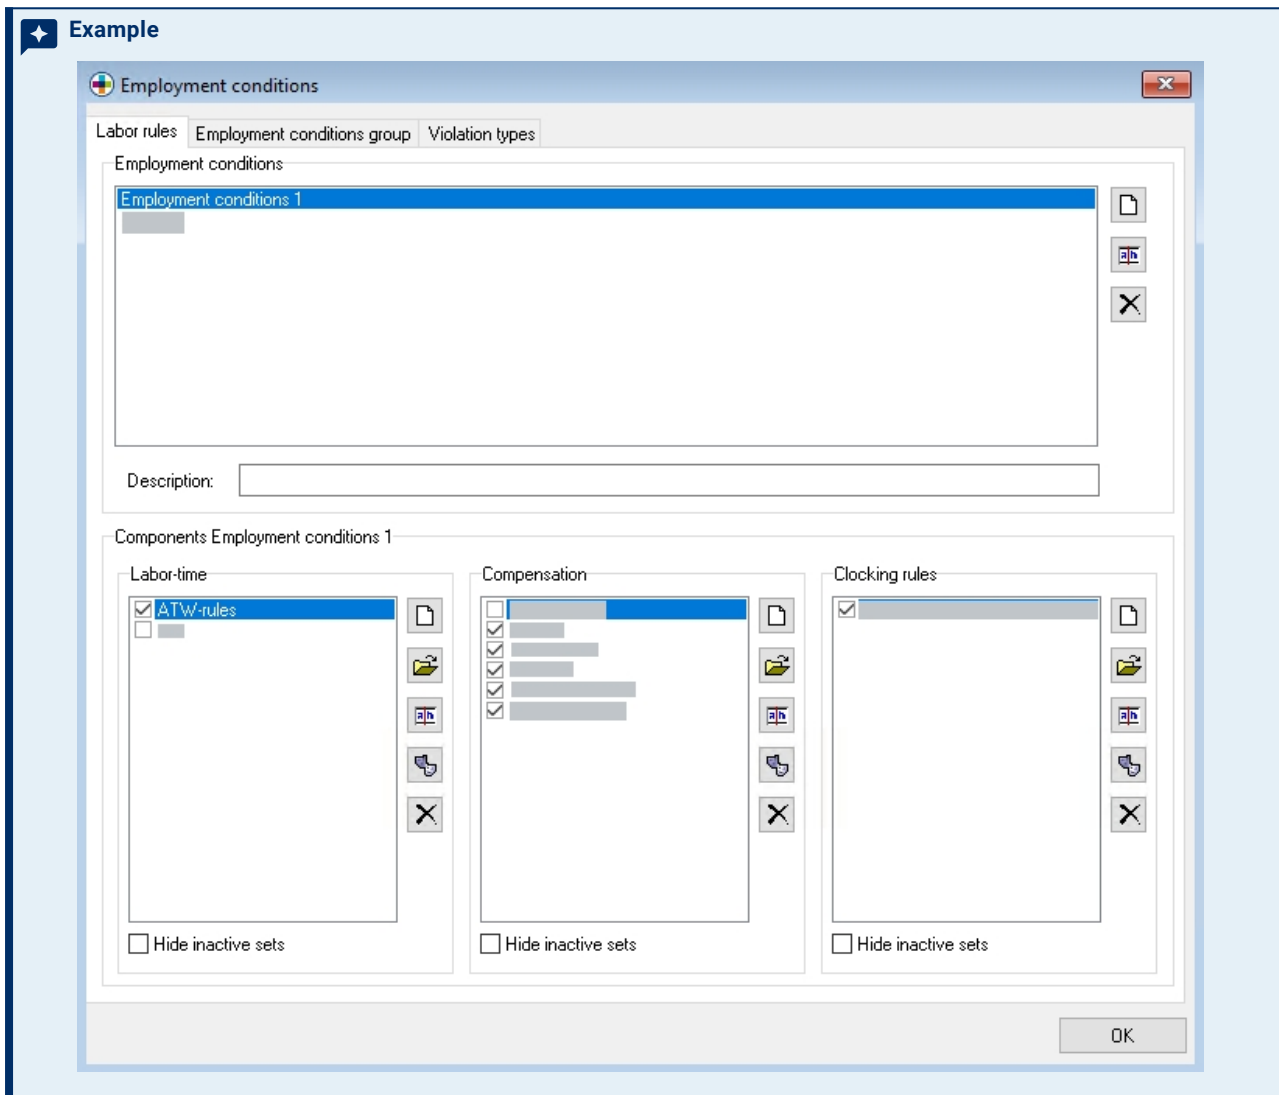 Example
Employment conditions
Labor rules
Employment conditions group
Violation types
Employment conditions
Employment conditions 1
Description:
Components Employment conditions 1
Labor-time
ATW-rules
Hide inactive sets
Compensation
Hide inactive sets
Clocking rules
Hide inactive sets
OK